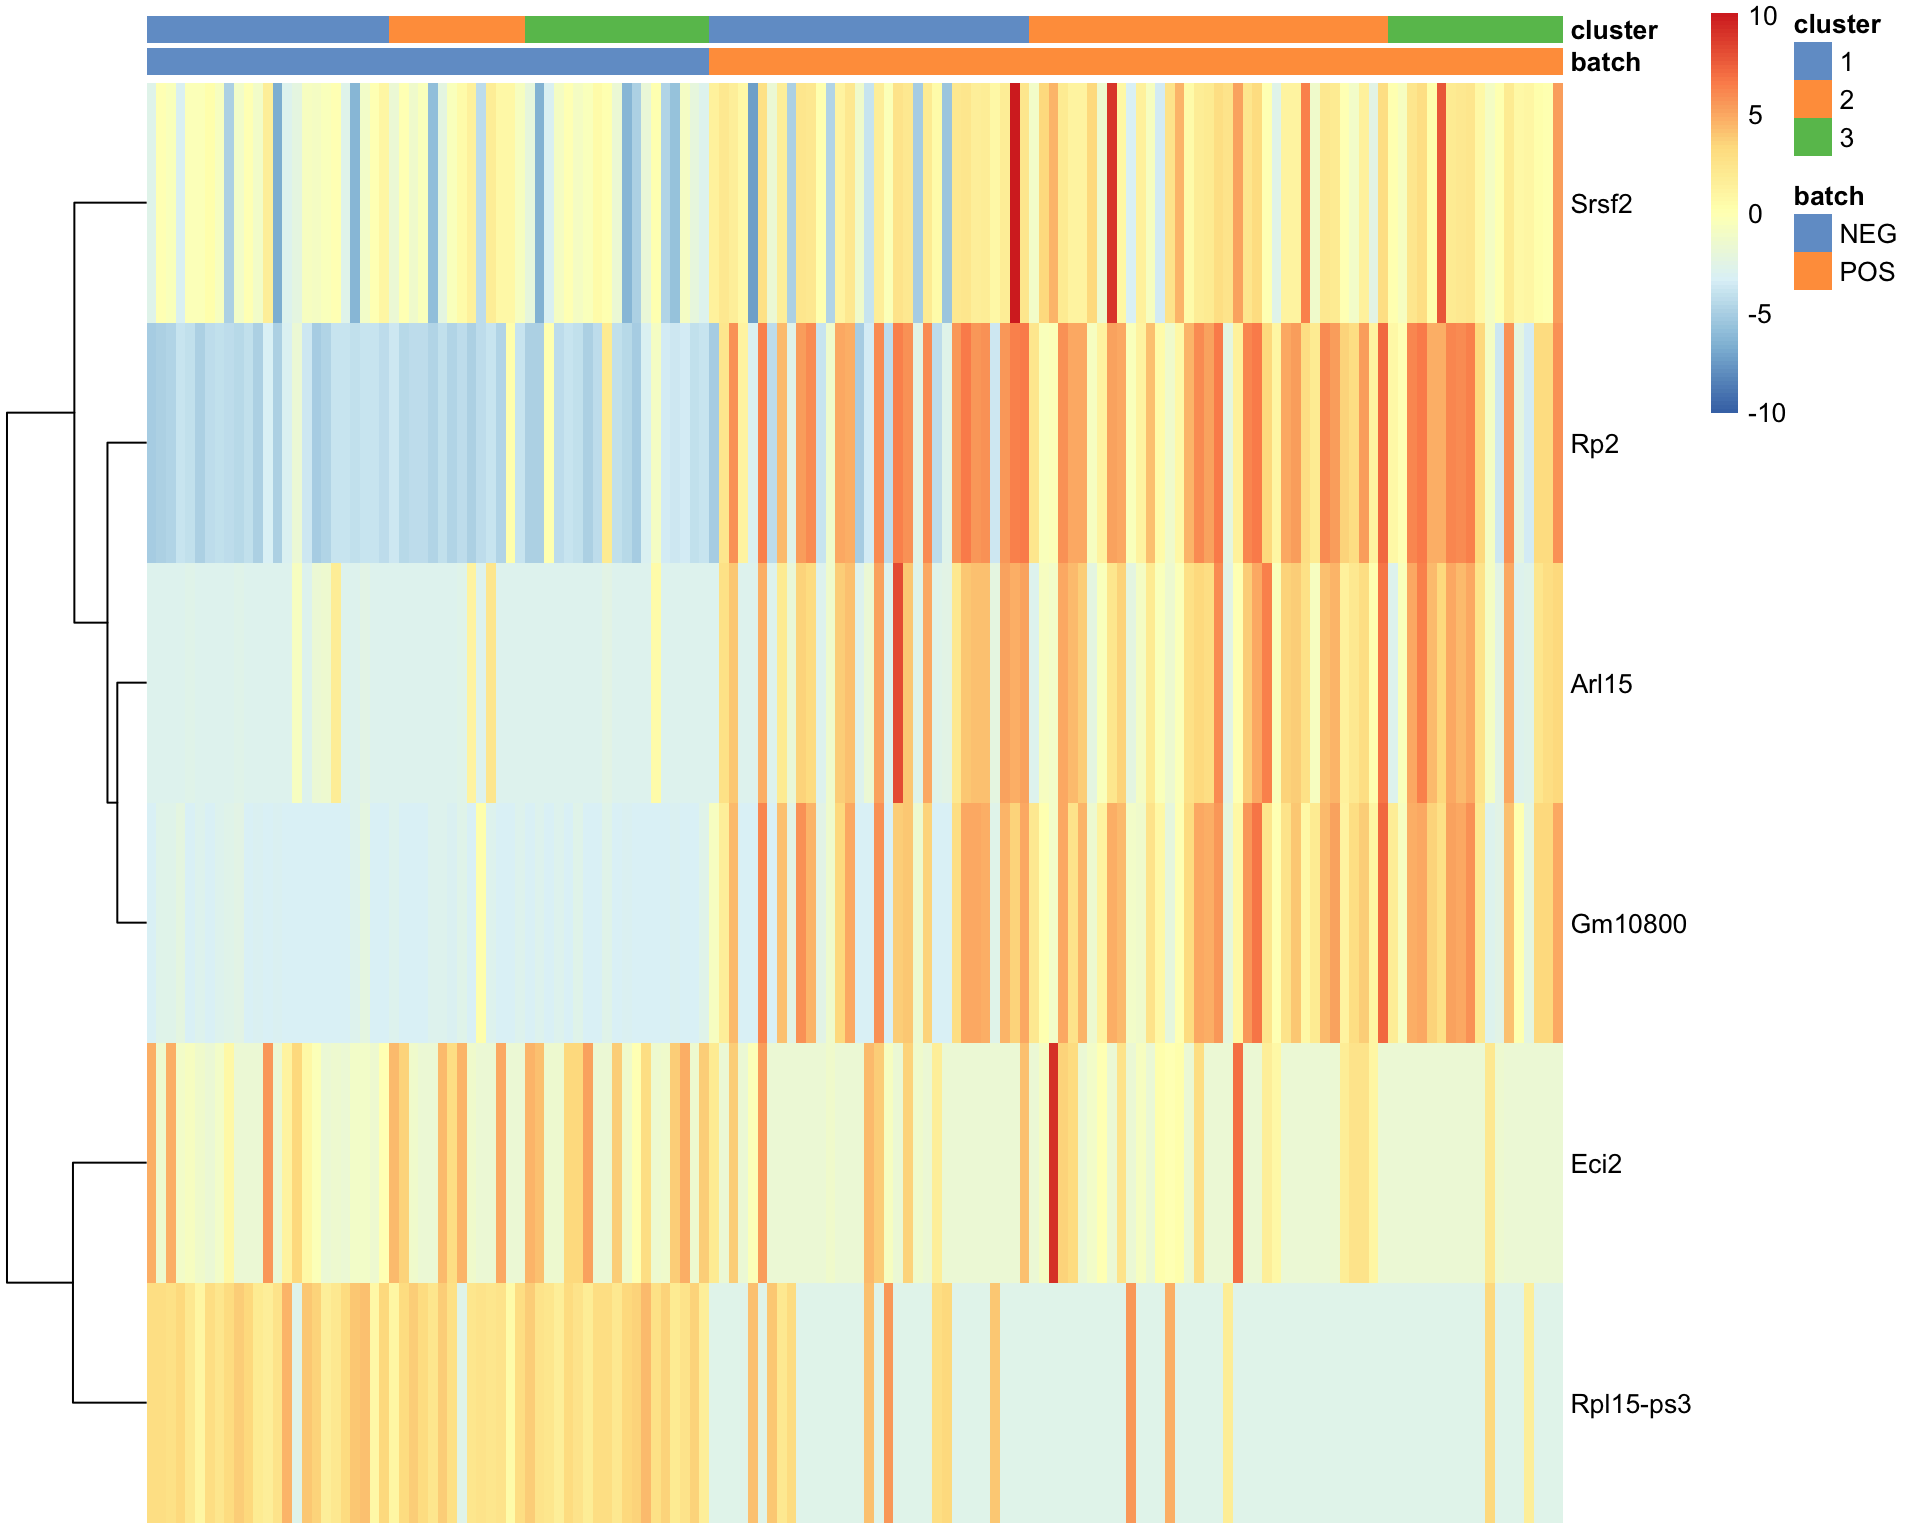 cluster
batch
Srsf2
Rp2
Arl15
Gm10800
Eci2
Rpl15-ps3
10
5
0
-5
-10
cluster
1
2
3
batch
NEG
POS